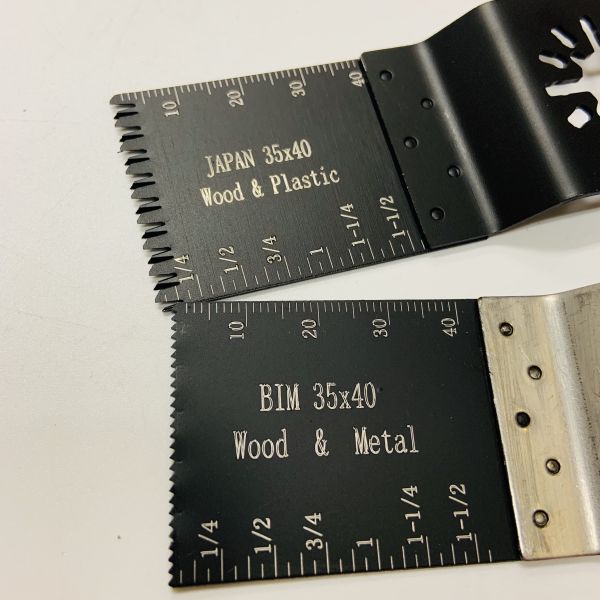 10 20 30 40
JAPAN 35x40
Wood & Plastic
1/4 1/2 3/4 1 1-1/4 1-1/2
10 20 30 40
BIM 35x40
Wood & Metal
1/4 1/2 3/4 1 1-1/4 1-1/2